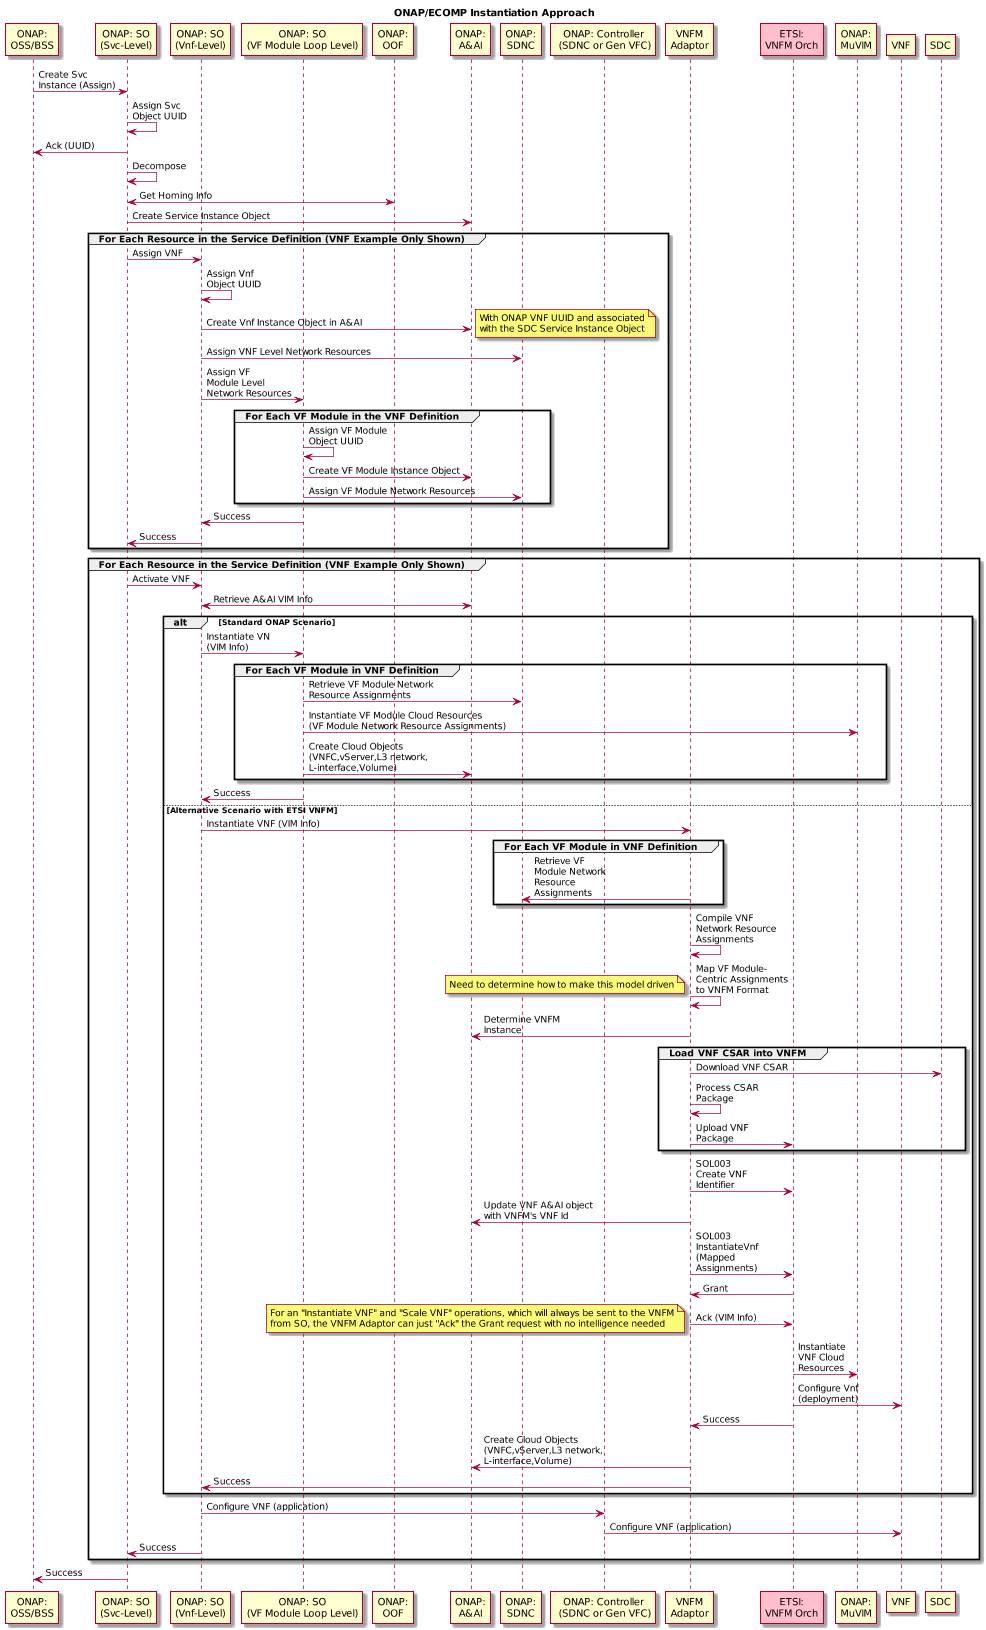 ONAP/ECOMP Instantiation Approach
ONAP:
OSS/BSS
ONAP: SO
(Svc-Level)
ONAP: SO
(Vnf-Level)
ONAP: SO
(VF Module Loop Level)
ONAP:
OOF
ONAP:
A&AI
ONAP:
SDNC
ONAP: Controller
(SDNC or Gen VFC)
VNFM
Adaptor
ETSI:
VNFM Orch
ONAP:
MuVIM
VNF
SDC
Create Svc
Instance (Assign)
Assign Svc
Object UUID
Ack (UUID)
Decompose
Get Homing Info
Create Service Instance Object
For Each Resource in the Service Definition (VNF Example Only Shown)
Assign VNF
Assign Vnf
Object UUID
Create Vnf Instance Object in A&AI
With ONAP VNF UUID and associated
with the SDC Service Instance Object
Assign VNF Level Network Resources
Assign VF
Module Level
Network Resources
For Each VF Module in the VNF Definition
Assign VF Module
Object UUID
Create VF Module Instance Object
Assign VF Module Network Resources
Success
Success
For Each Resource in the Service Definition (VNF Example Only Shown)
Activate VNF
Retrieve A&AI VIM Info
alt [Standard ONAP Scenario]
Instantiate VN
(VIM Info)
For Each VF Module in VNF Definition
Retrieve VF Module Network
Resource Assignments
Instantiate VF Module Cloud Resources
(VF Module Network Resource Assignments)
Create Cloud Objects
(VNFC,vServer,L3 network,
L-interface,Volume)
Success
[Alternative Scenario with ETSI VNFM]
Instantiate VNF (VIM Info)
For Each VF Module in VNF Definition
Retrieve VF
Module Network
Resource
Assignments
Compile VNF
Network Resource
Assignments
Map VF Module-
Centric Assignments
to VNFM Format
Need to determine how to make this model driven
Determine VNFM
Instance
Load VNF CSAR into VNFM
Download VNF CSAR
Process CSAR
Package
Upload VNF
Package
SOL003
Create VNF
Identifier
Update VNF A&AI object
with VNFM's VNF Id
SOL003
InstantiateVnf
(Mapped
Assignments)
Grant
For an "Instantiate VNF" and "Scale VNF" operations, which will always be sent to the VNFM
from SO, the VNFM Adaptor can just "Ack" the Grant request with no intelligence needed
Ack (VIM Info)
Instantiate
VNF Cloud
Resources
Configure Vnf
(deployment)
Success
Create Cloud Objects
(VNFC,vServer,L3 network,
L-interface,Volume)
Success
Configure VNF (application)
Configure VNF (application)
Success
Success
ONAP:
OSS/BSS
ONAP: SO
(Svc-Level)
ONAP: SO
(Vnf-Level)
ONAP: SO
(VF Module Loop Level)
ONAP:
OOF
ONAP:
A&AI
ONAP:
SDNC
ONAP: Controller
(SDNC or Gen VFC)
VNFM
Adaptor
ETSI:
VNFM Orch
ONAP:
MuVIM
VNF
SDC